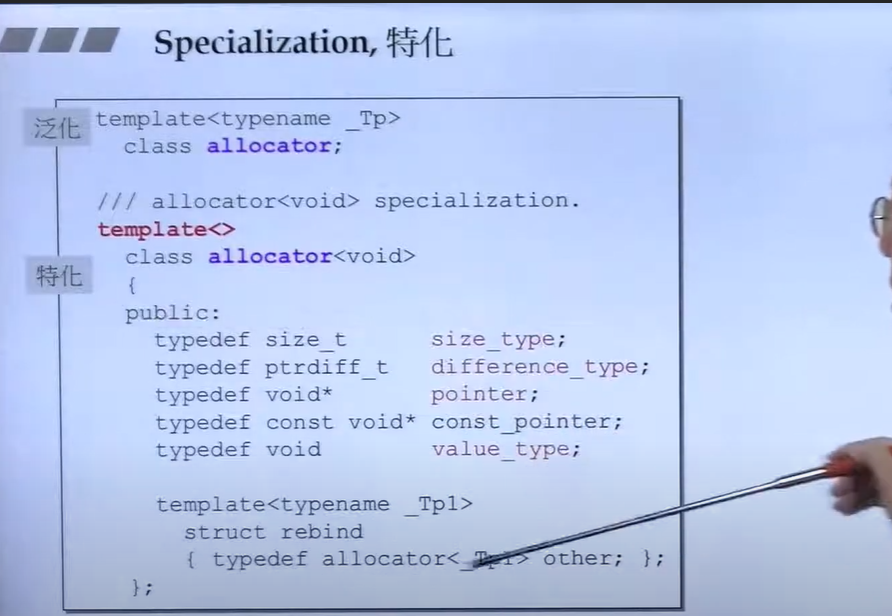 Specialization, 特化
泛化
template<typename _Tp>
class allocator;
/// allocator<void> specialization.
template<>
特化
class allocator<void>
{
public:
typedef size_t size_type;
typedef ptrdiff_t difference_type;
typedef void* pointer;
typedef const void* const_pointer;
typedef void value_type;
template<typename _Tp1>
struct rebind
{ typedef allocator<_Tp1> other; };
};